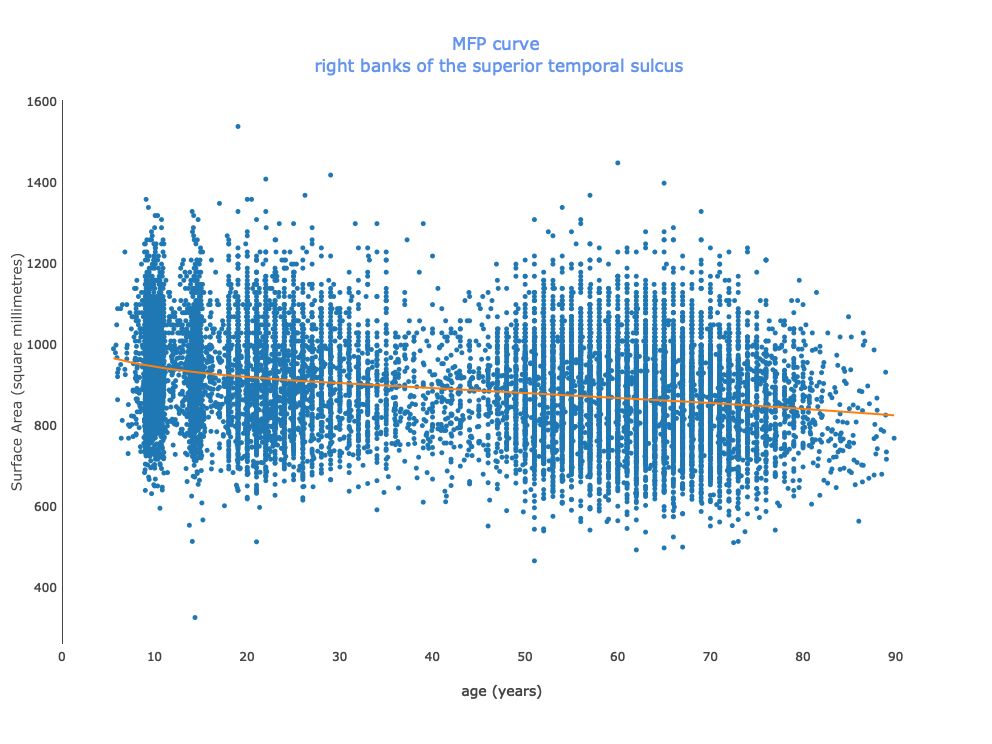 MFP curve
right banks of the superior temporal sulcus
Surface Area (square millimetres)
1600
1400
1200
1000
800
600
400
0 10 20 30 40 50 60 70 80 90
age (years)